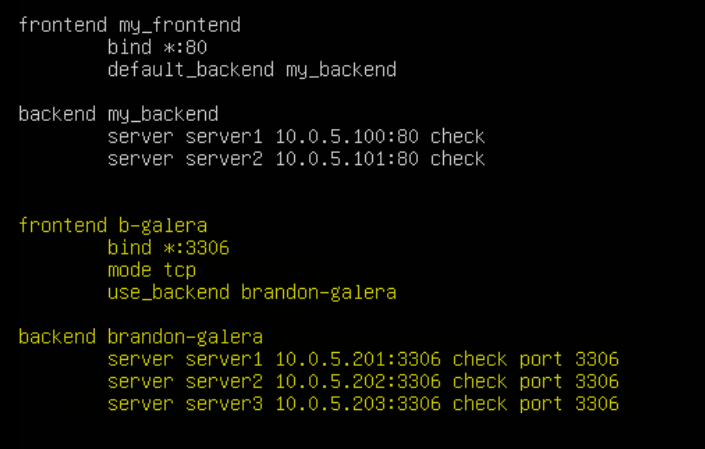 frontend my_frontend
bind *:80
default_backend my_backend
backend my_backend
server server1 10.0.5.100:80 check
server server2 10.0.5.101:80 check
frontend b-galera
bind *:3306
mode tcp
use_backend brandon-galera
backend brandon-galera
server server1 10.0.5.201:3306 check port 3306
server server2 10.0.5.202:3306 check port 3306
server server3 10.0.5.203:3306 check port 3306